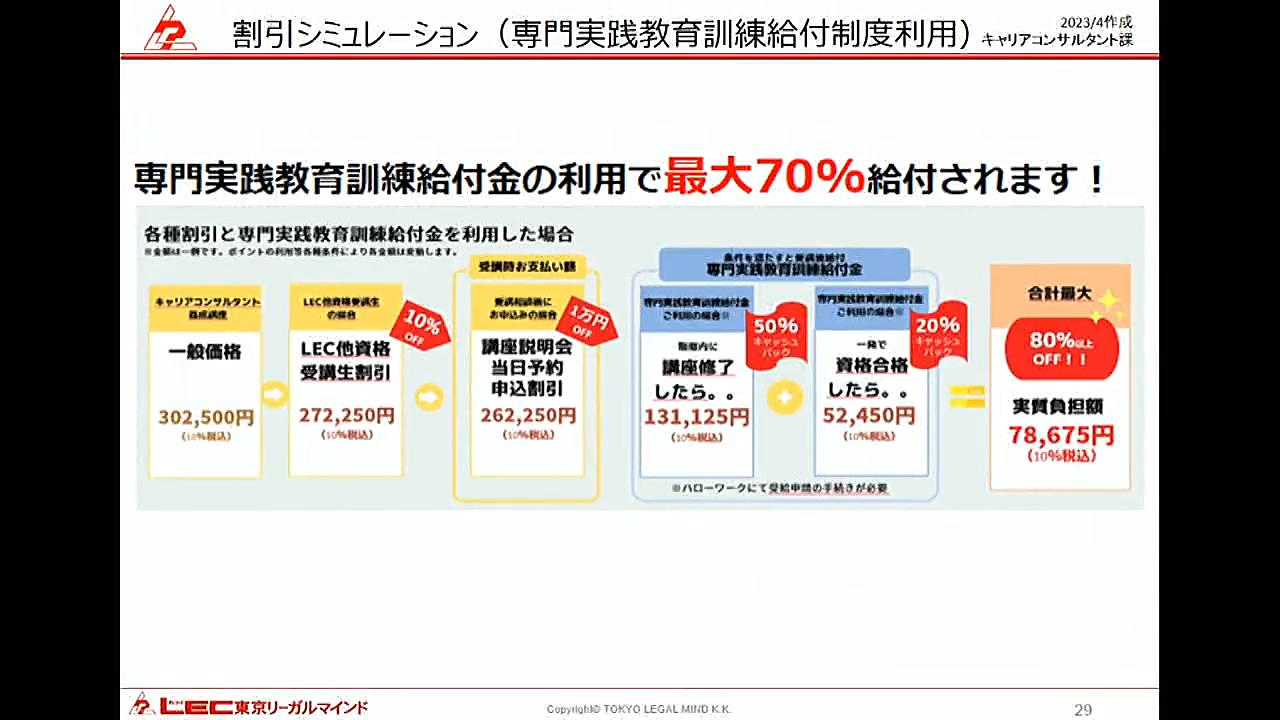 割引シミュレーション（専門実践教育訓練給付制度利用）
2023/4作成
キャリアコンサルタント課
専門実践教育訓練給付金の利用で最大70%給付されます！
各種割引と専門実践教育訓練給付金を利用した場合
※金額は一例です。ポイントの利用等各種条件により各金額は変動します。
キャリアコンサルタント
養成講座
一般価格
302,500円
（10%税込）
LEC他資格受講生
の場合
10%
OFF
LEC他資格
受講生割引
272,250円
（10%税込）
受講時お支払い額
受講相談後に
お申込みの場合
1万円
OFF
講座説明会
当日予約
申込割引
262,250円
（10%税込）
条件を満たすと受講後給付
専門実践教育訓練給付金
専門実践教育訓練給付金
ご利用の場合※
50%
キャッシュ
バック
期限内に
講座修了
したら。。
131,125円
（10%税込）
専門実践教育訓練給付金
ご利用の場合※
20%
キャッシュ
バック
一発で
資格合格
したら。。
52,450円
（10%税込）
※ハローワークにて受給申請の手続きが必要
合計最大
80%以上
OFF！！
実質負担額
78,675円
（10%税込）
LEC東京リーガルマインド
Copyright© TOKYO LEGAL MIND K.K.
29